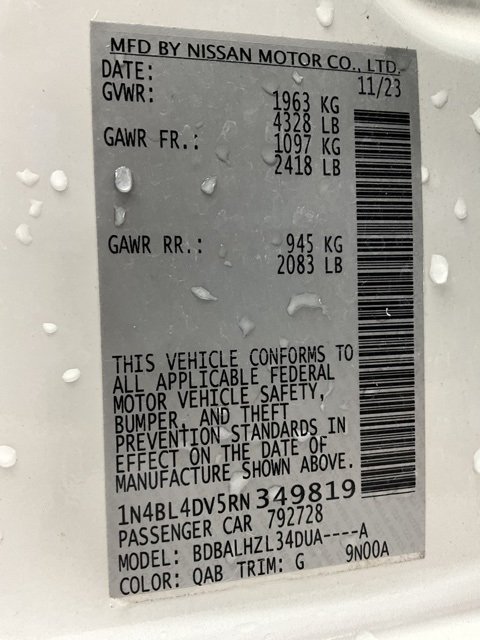 MFD BY NISSAN MOTOR CO., LTD.
DATE: 11/23
GVWR: 1963 KG
4328 LB
GAWR FR.: 1097 KG
2418 LB
GAWR RR.: 945 KG
2083 LB
THIS VEHICLE CONFORMS TO
ALL APPLICABLE FEDERAL
MOTOR VEHICLE SAFETY,
BUMPER, AND THEFT
PREVENTION STANDARDS IN
EFFECT ON THE DATE OF
MANUFACTURE SHOWN ABOVE.
1N4BL4DV5RN349819
PASSENGER CAR 792728
MODEL: BDBALHZL34DUA----A
COLOR: QAB TRIM: G 9N00A